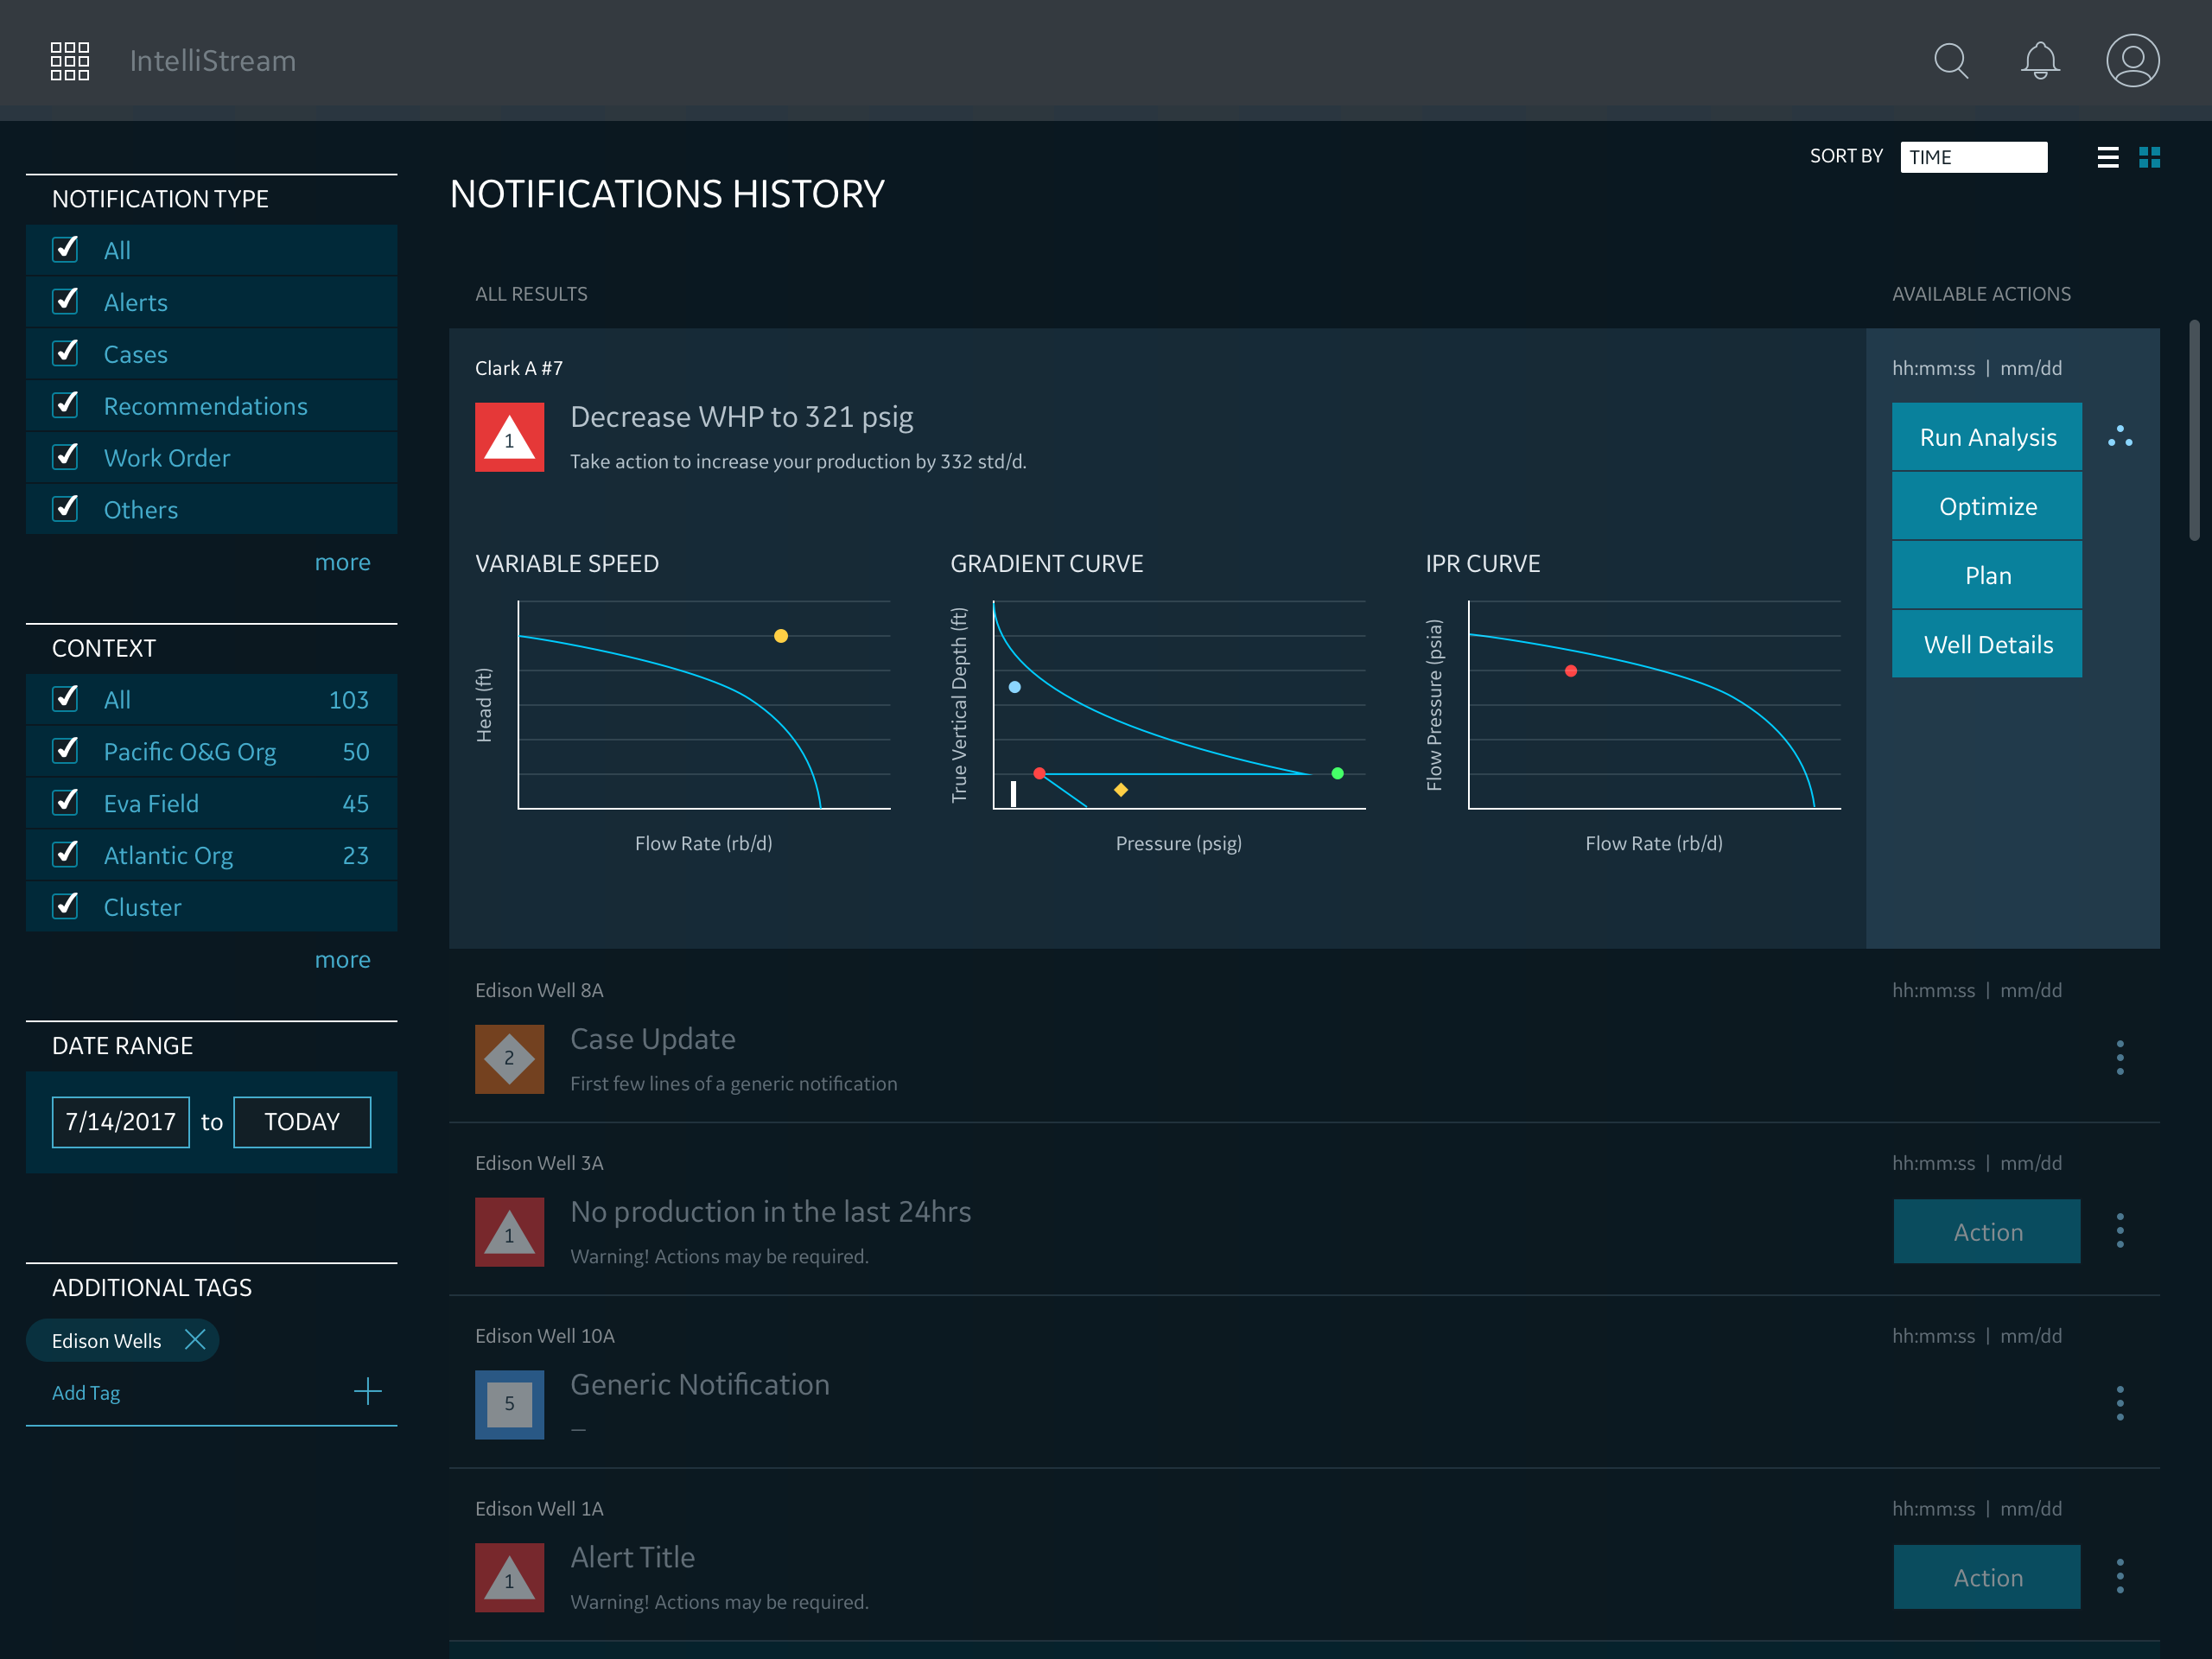 IntelliStream
SORT BY TIME
NOTIFICATIONS HISTORY
NOTIFICATION TYPE
All
Alerts
Cases
Recommendations
Work Order
Others
more
CONTEXT
All 103
Pacific O&G Org 50
Eva Field 45
Atlantic Org 23
Cluster
more
DATE RANGE
7/14/2017 to TODAY
ADDITIONAL TAGS
Edison Wells
Add Tag
ALL RESULTS
AVAILABLE ACTIONS
Clark A #7
hh:mm:ss | mm/dd
1
Decrease WHP to 321 psig
Take action to increase your production by 332 std/d.
Run Analysis
Optimize
Plan
Well Details
VARIABLE SPEED
Head (ft)
Flow Rate (rb/d)
GRADIENT CURVE
True Vertical Depth (ft)
Pressure (psig)
IPR CURVE
Flow Pressure (psia)
Flow Rate (rb/d)
Edison Well 8A
hh:mm:ss | mm/dd
2
Case Update
First few lines of a generic notification
Edison Well 3A
hh:mm:ss | mm/dd
1
No production in the last 24hrs
Warning! Actions may be required.
Action
Edison Well 10A
hh:mm:ss | mm/dd
5
Generic Notification
—
Edison Well 1A
hh:mm:ss | mm/dd
1
Alert Title
Warning! Actions may be required.
Action